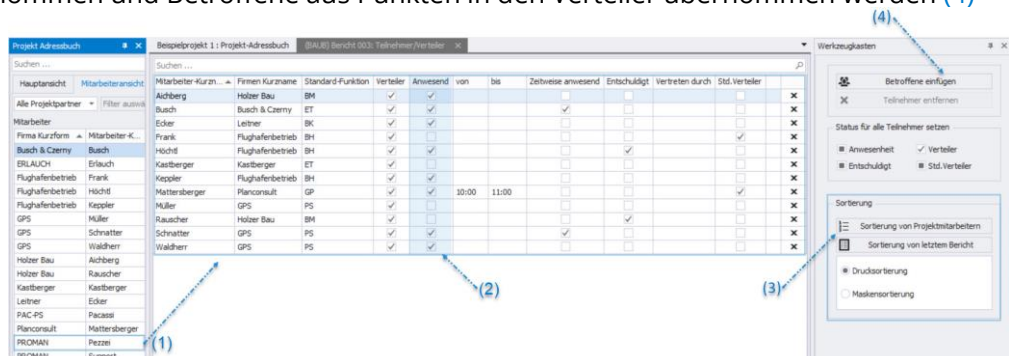 ommen und Betroffene aus Punkten in den Verteiler übernommen werden (4)
(4)
Projekt Adressbuch
Beispielprojekt 1 : Projekt-Adressbuch (BAUB) Bericht 003: Teilnehmer/Verteiler
Werkzeugkasten
Suchen ...
Suchen ...
Hauptansicht Mitarbeiteransicht
Alle Projektpartner Filter auswä
Mitarbeiter
Firma Kurzform Mitarbeiter-K...
Busch & Czerny Busch
ERLAUCH Erlauch
Flughafenbetrieb Frank
Flughafenbetrieb Höchtl
Flughafenbetrieb Keppler
GPS Müller
GPS Schnatter
GPS Waldherr
Holzer Bau Aichberg
Holzer Bau Rauscher
Kastberger Kastberger
Leitner Ecker
PAC-PS Pacassi
Planconsult Mattersberger
PROMAN Pezzei
PROMAN
Mitarbeiter-Kurzn... Firmen Kurzname Standard-Funktion Verteiler Anwesend von bis Zeitweise anwesend Entschuldigt Vertreten durch Std.Verteiler
Aichberg Holzer Bau BM
Busch Busch & Czerny ET
Ecker Leitner BK
Frank Flughafenbetrieb BH
Höchtl Flughafenbetrieb BH
Kastberger Kastberger ET
Keppler Flughafenbetrieb BH
Mattersberger Planconsult GP 10:00 11:00
Müller GPS PS
Rauscher Holzer Bau BM
Schnatter GPS PS
Waldherr GPS PS
Betroffene einfügen
Teilnehmer entfernen
Status für alle Teilnehmer setzen
Anwesenheit Verteiler
Entschuldigt Std.Verteiler
Sortierung
Sortierung von Projektmitarbeitern
Sortierung von letztem Bericht
Drucksortierung
Maskensortierung
(1)
(2)
(3)